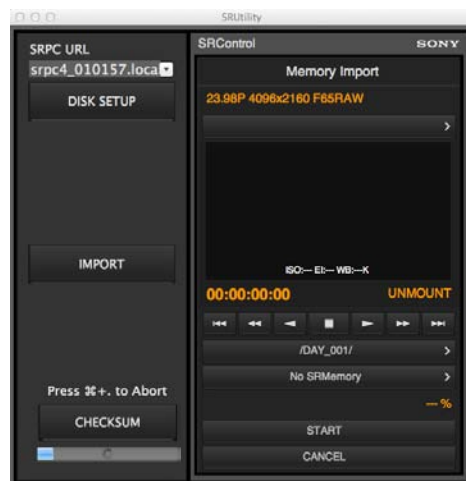 SRUtility
SRPC URL
srpc4_010157.loca
DISK SETUP
IMPORT
Press ⌘+. to Abort
CHECKSUM
SRControl SONY
Memory Import
23.98P 4096x2160 F65RAW
ISO:--- EI:--- WB:---K
00:00:00:00 UNMOUNT
/DAY_001/
No SRMemory
--- %
START
CANCEL